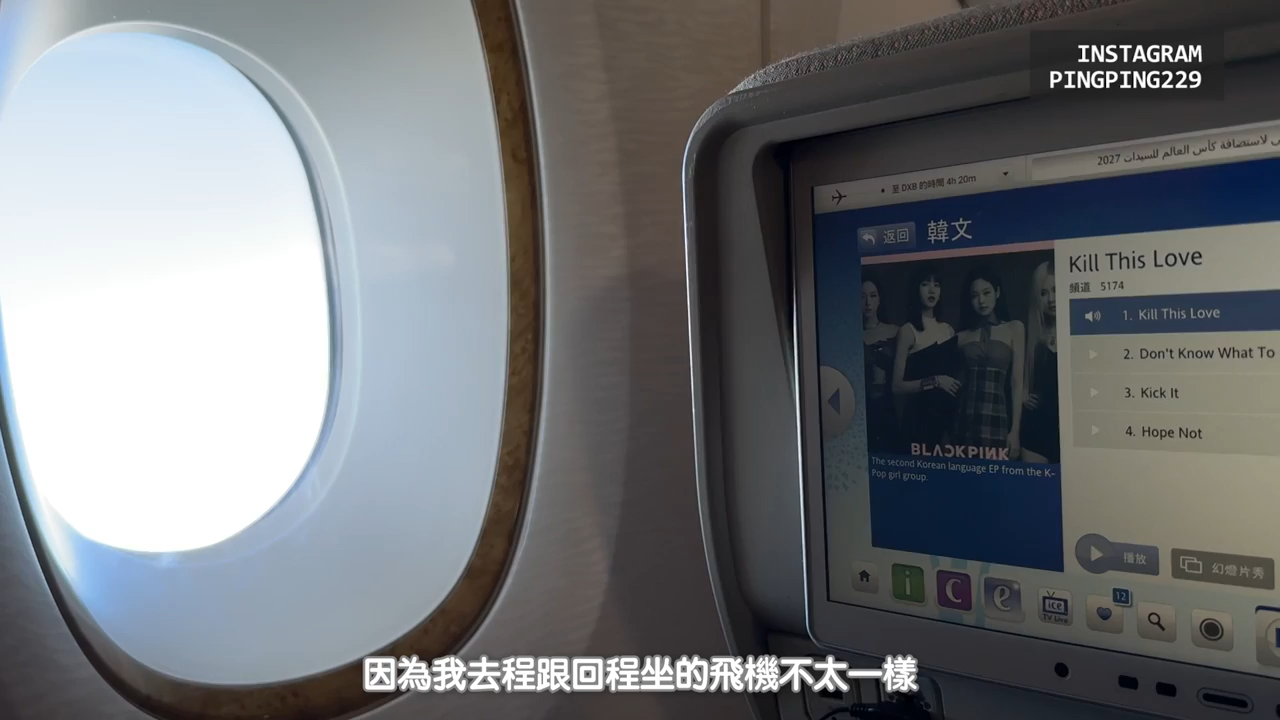 INSTAGRAM
PINGPING229
لاستضافة كأس العالم للسيدات 2027
至 DXB 的時間 4h 20m
返回
韓文
Kill This Love
頻道 5174
1. Kill This Love
2. Don't Know What To
3. Kick It
4. Hope Not
BLACKPINK
The second Korean language EP from the K-
Pop girl group.
播放
幻燈片秀
i
C
e
ice
TV Live
12
因為我去程跟回程坐的飛機不太一樣